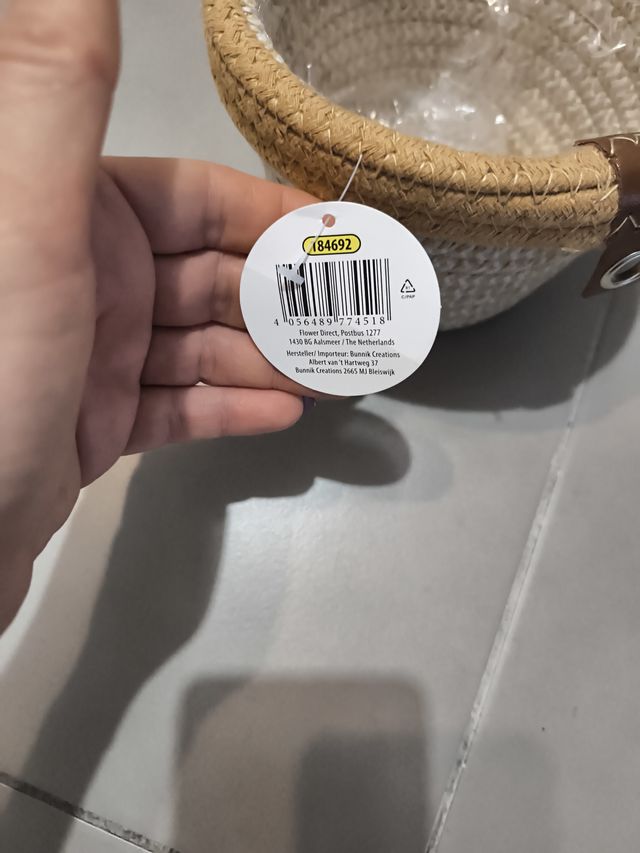 184692
4 056489 774518
C/PAP
Flower Direct, Postbus 1277
1430 BG Aalsmeer / The Netherlands
Hersteller/ Importeur: Bunnik Creations
Albert van 't Hartweg 37
Bunnik Creations 2665 MJ Bleiswijk